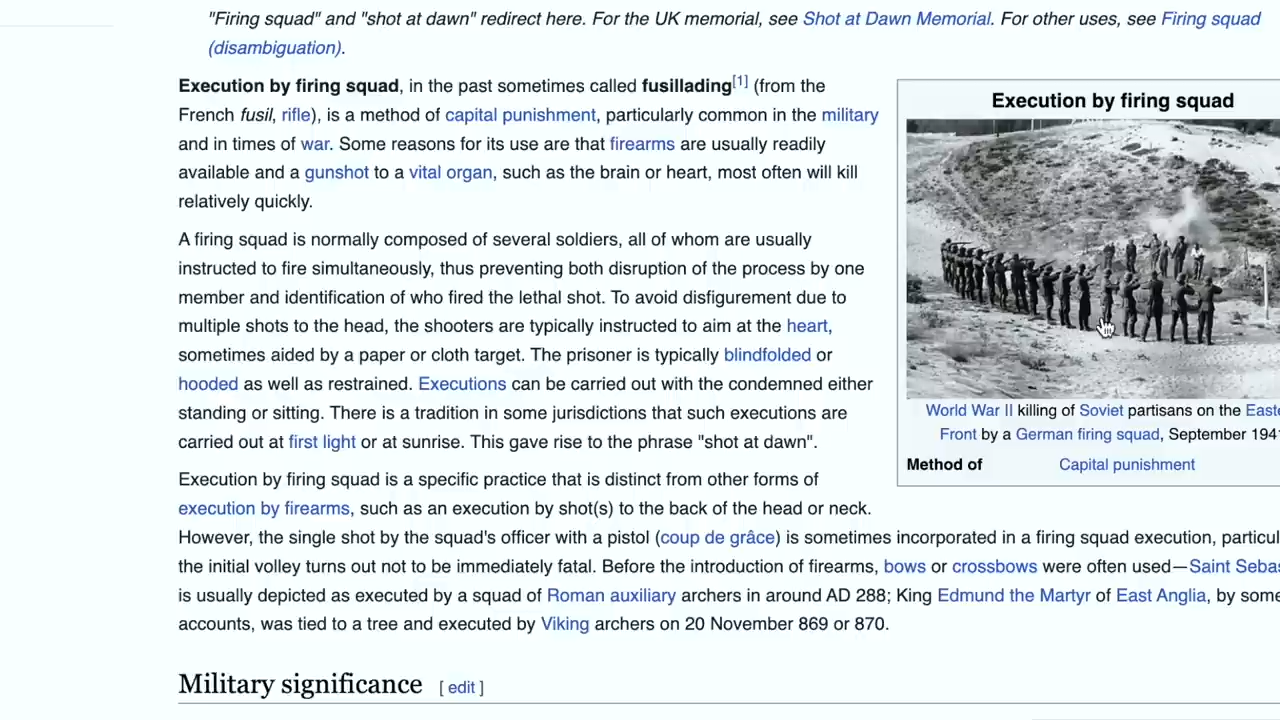 "Firing squad" and "shot at dawn" redirect here. For the UK memorial, see Shot at Dawn Memorial. For other uses, see Firing squad
(disambiguation).
Execution by firing squad, in the past sometimes called fusillading[1] (from the
French fusil, rifle), is a method of capital punishment, particularly common in the military
and in times of war. Some reasons for its use are that firearms are usually readily
available and a gunshot to a vital organ, such as the brain or heart, most often will kill
relatively quickly.
A firing squad is normally composed of several soldiers, all of whom are usually
instructed to fire simultaneously, thus preventing both disruption of the process by one
member and identification of who fired the lethal shot. To avoid disfigurement due to
multiple shots to the head, the shooters are typically instructed to aim at the heart,
sometimes aided by a paper or cloth target. The prisoner is typically blindfolded or
hooded as well as restrained. Executions can be carried out with the condemned either
standing or sitting. There is a tradition in some jurisdictions that such executions are
carried out at first light or at sunrise. This gave rise to the phrase "shot at dawn".
Execution by firing squad is a specific practice that is distinct from other forms of
execution by firearms, such as an execution by shot(s) to the back of the head or neck.
However, the single shot by the squad's officer with a pistol (coup de grâce) is sometimes incorporated in a firing squad execution, particul
the initial volley turns out not to be immediately fatal. Before the introduction of firearms, bows or crossbows were often used—Saint Seba
is usually depicted as executed by a squad of Roman auxiliary archers in around AD 288; King Edmund the Martyr of East Anglia, by some
accounts, was tied to a tree and executed by Viking archers on 20 November 869 or 870.
Execution by firing squad
World War II killing of Soviet partisans on the Easte
Front by a German firing squad, September 194
Method of Capital punishment
Military significance [ edit ]